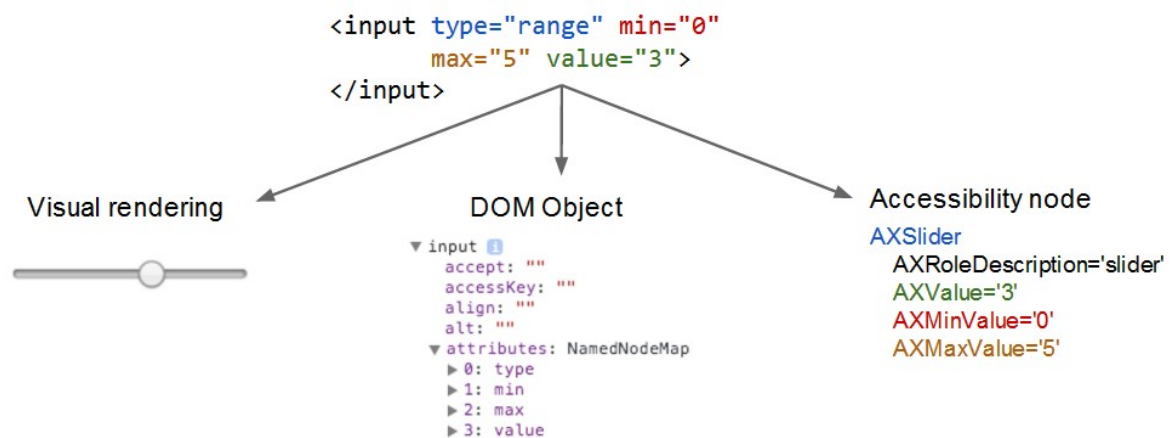 <input type="range" min="0"
max="5" value="3">
</input>
Visual rendering
DOM Object
▼ input i
accept: ""
accessKey: ""
align: ""
alt: ""
▼ attributes: NamedNodeMap
▶ 0: type
▶ 1: min
▶ 2: max
▶ 3: value
Accessibility node
AXSlider
AXRoleDescription='slider'
AXValue='3'
AXMinValue='0'
AXMaxValue='5'